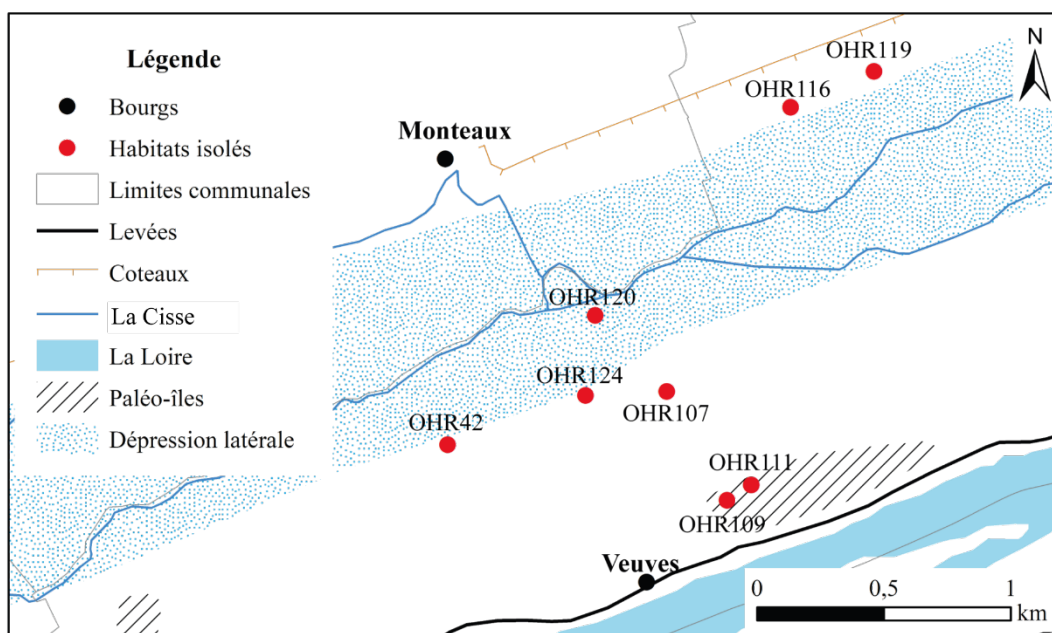 Légende
Bourgs
Habitats isolés
Limites communales
Levées
Coteaux
La Cisse
La Loire
Paléo-îles
Dépression latérale
N
OHR119
OHR116
Monteaux
OHR120
OHR124
OHR107
OHR42
OHR111
OHR109
Veuves
0 0,5 1
km